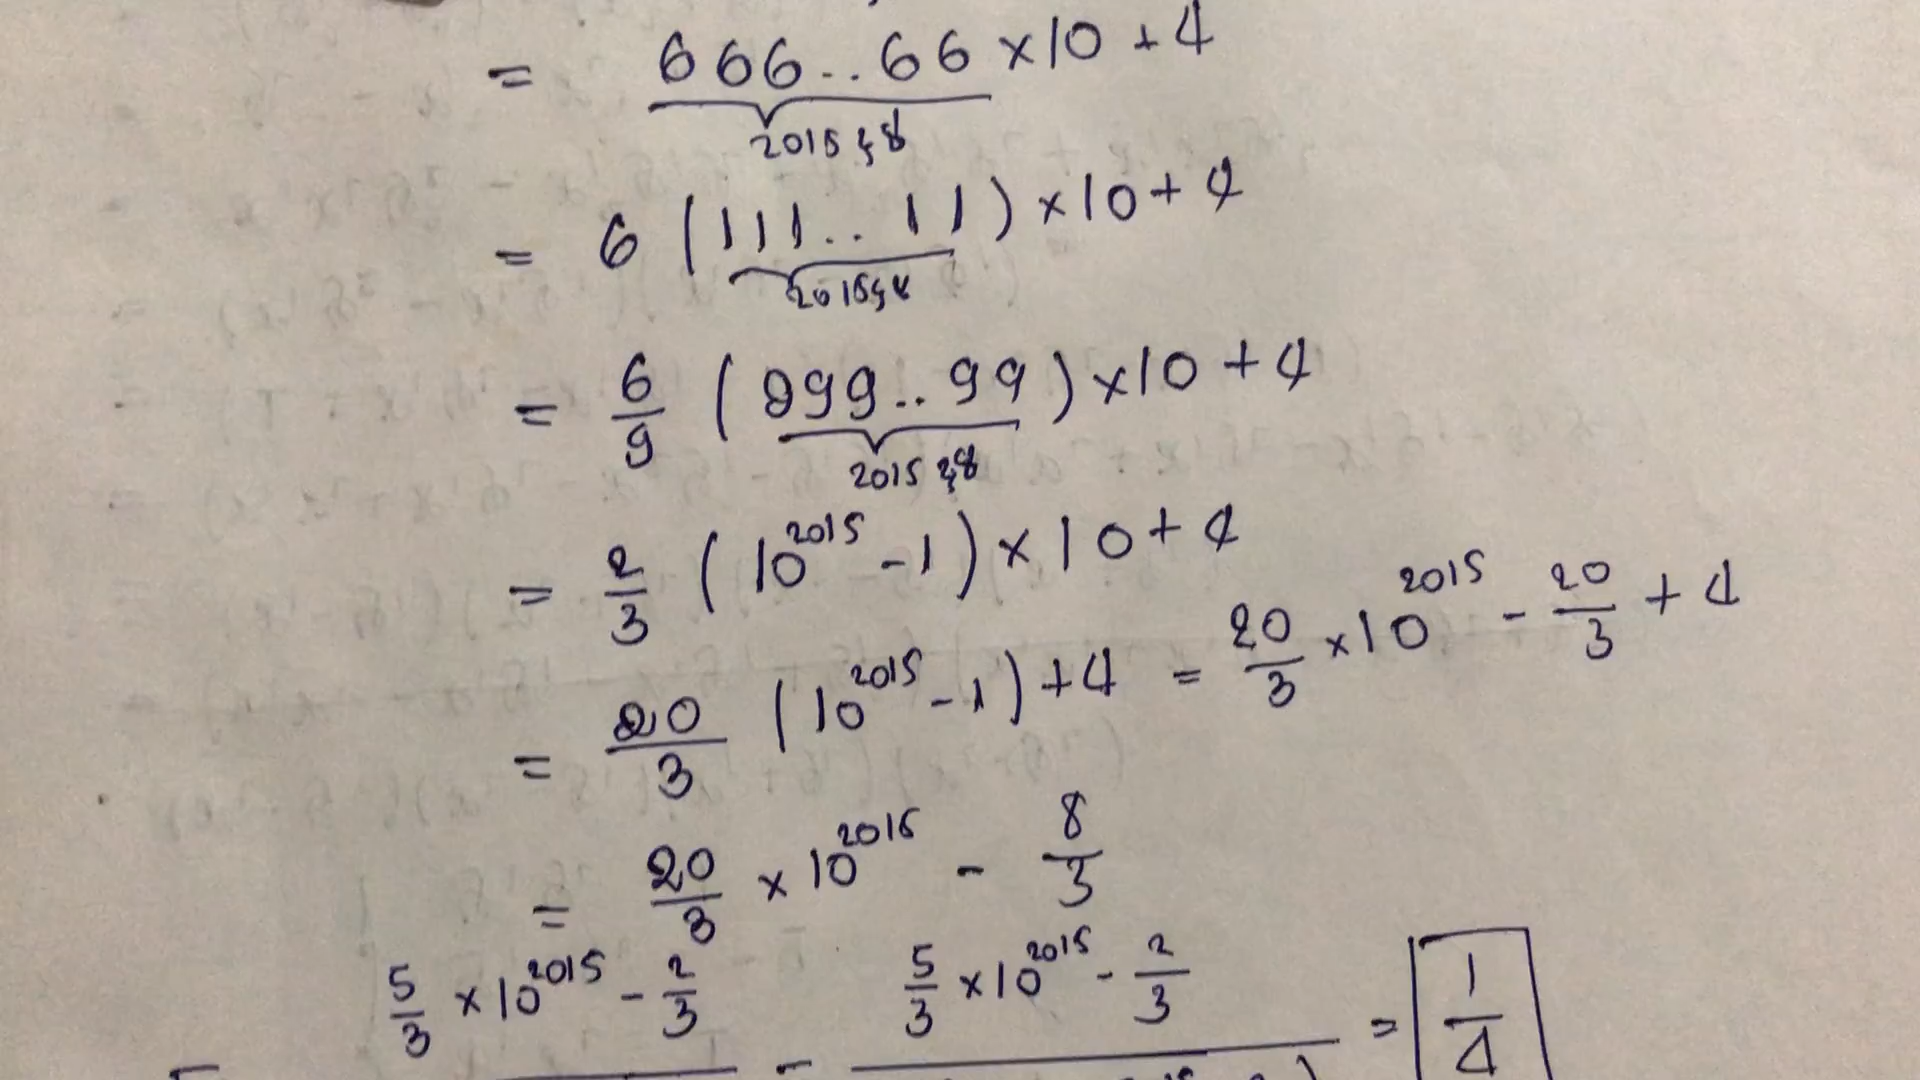 = 666..66 × 10 + 4
2015 ც
= 6 (111..11) × 10 + 4
2015 ც
= 6/9 (999..99) × 10 + 4
2015 ც
= 2/3 (10^2015 - 1) × 10 + 4
= 20/3 (10^2015 - 1) + 4 = 20/3 × 10^2015 - 20/3 + 4
= 20/3 × 10^2015 - 8/3
5/3 × 10^2015 - 2/3 = 5/3 × 10^2015 - 2/3 = 1/4